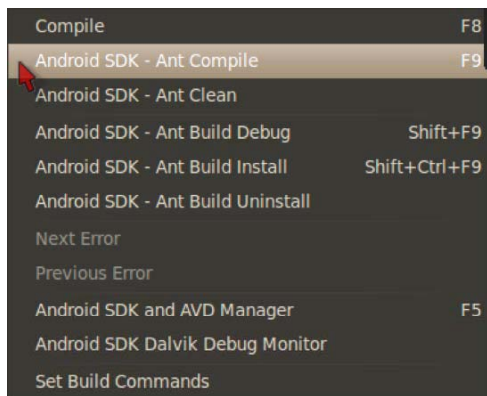 Compile F8
Android SDK - Ant Compile F9
Android SDK - Ant Clean
Android SDK - Ant Build Debug Shift+F9
Android SDK - Ant Build Install Shift+Ctrl+F9
Android SDK - Ant Build Uninstall
Next Error
Previous Error
Android SDK and AVD Manager F5
Android SDK Dalvik Debug Monitor
Set Build Commands